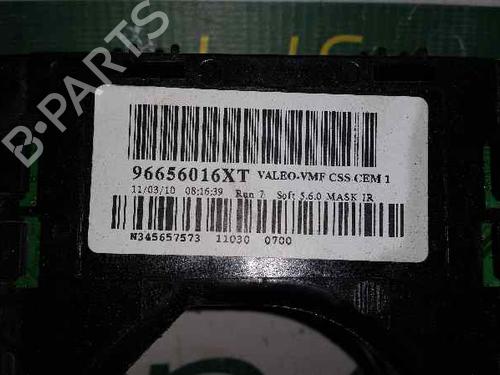 96656016XT VALEO-VMF CSS CEM 1
11/03/10 08:16:39 Run 7 Soft 5.6.0 MASK IR
N345657573 11030 0700
B-PARTS